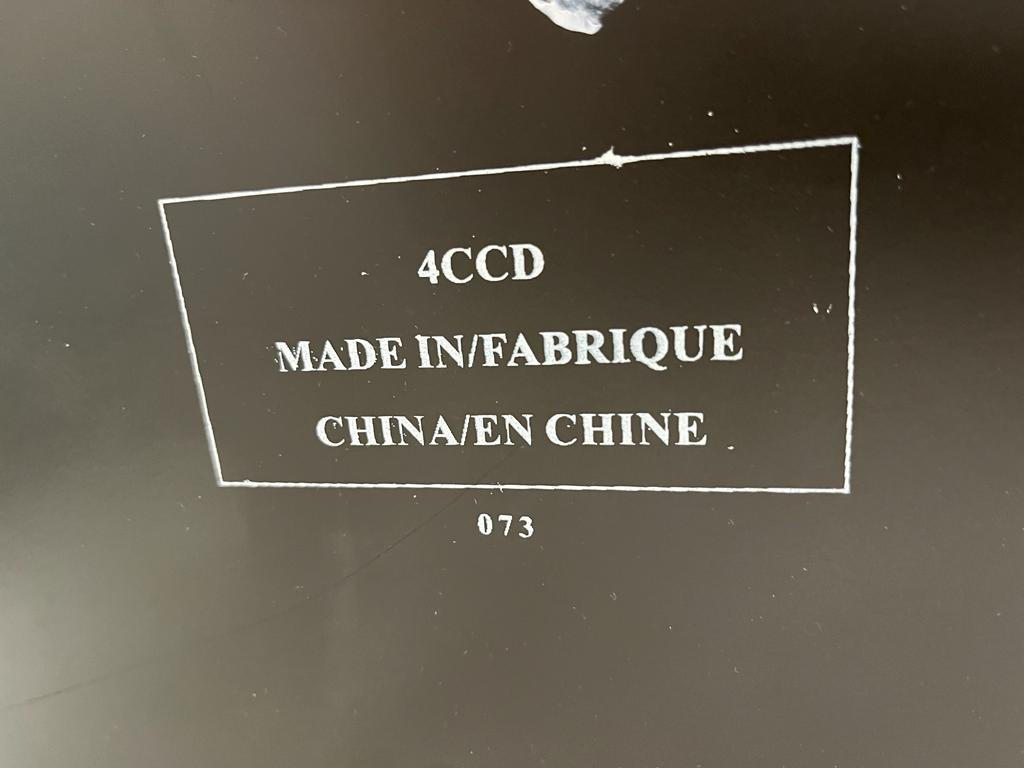 4CCD
MADE IN/FABRIQUE
CHINA/EN CHINE
073